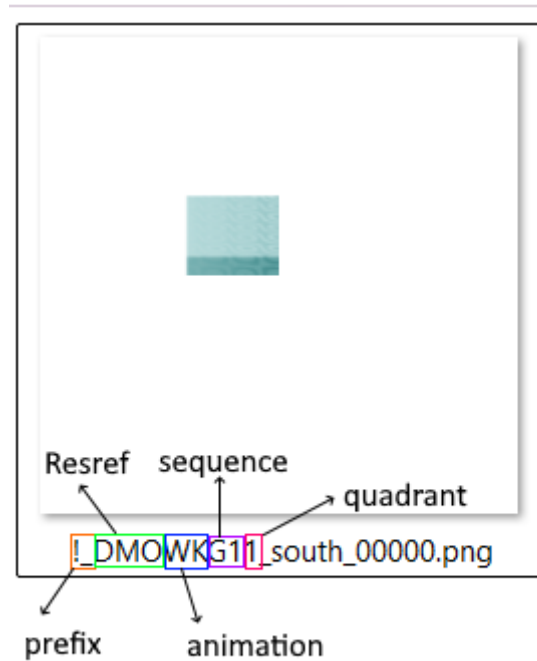 Resref sequence
quadrant
!_DMOWKG11_south_00000.png
prefix animation